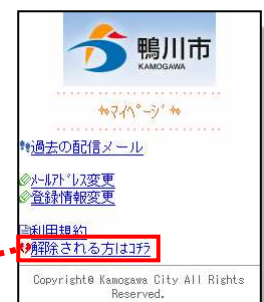 鴨川市
KAMOGAWA
ﾏｲﾍﾟｰｼﾞ
過去の配信メール
ﾒｰﾙｱﾄﾞﾚｽ変更
登録情報変更
利用規約
解除される方はｺﾁﾗ
Copyright© Kamogawa City All Rights
Reserved.